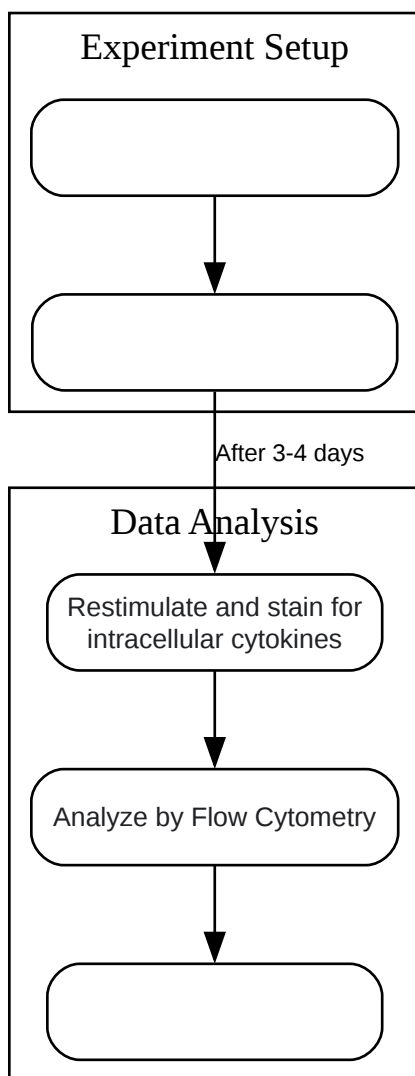 Experiment Setup
After 3-4 days
Data Analysis
Restimulate and stain for
intracellular cytokines
Analyze by Flow Cytometry